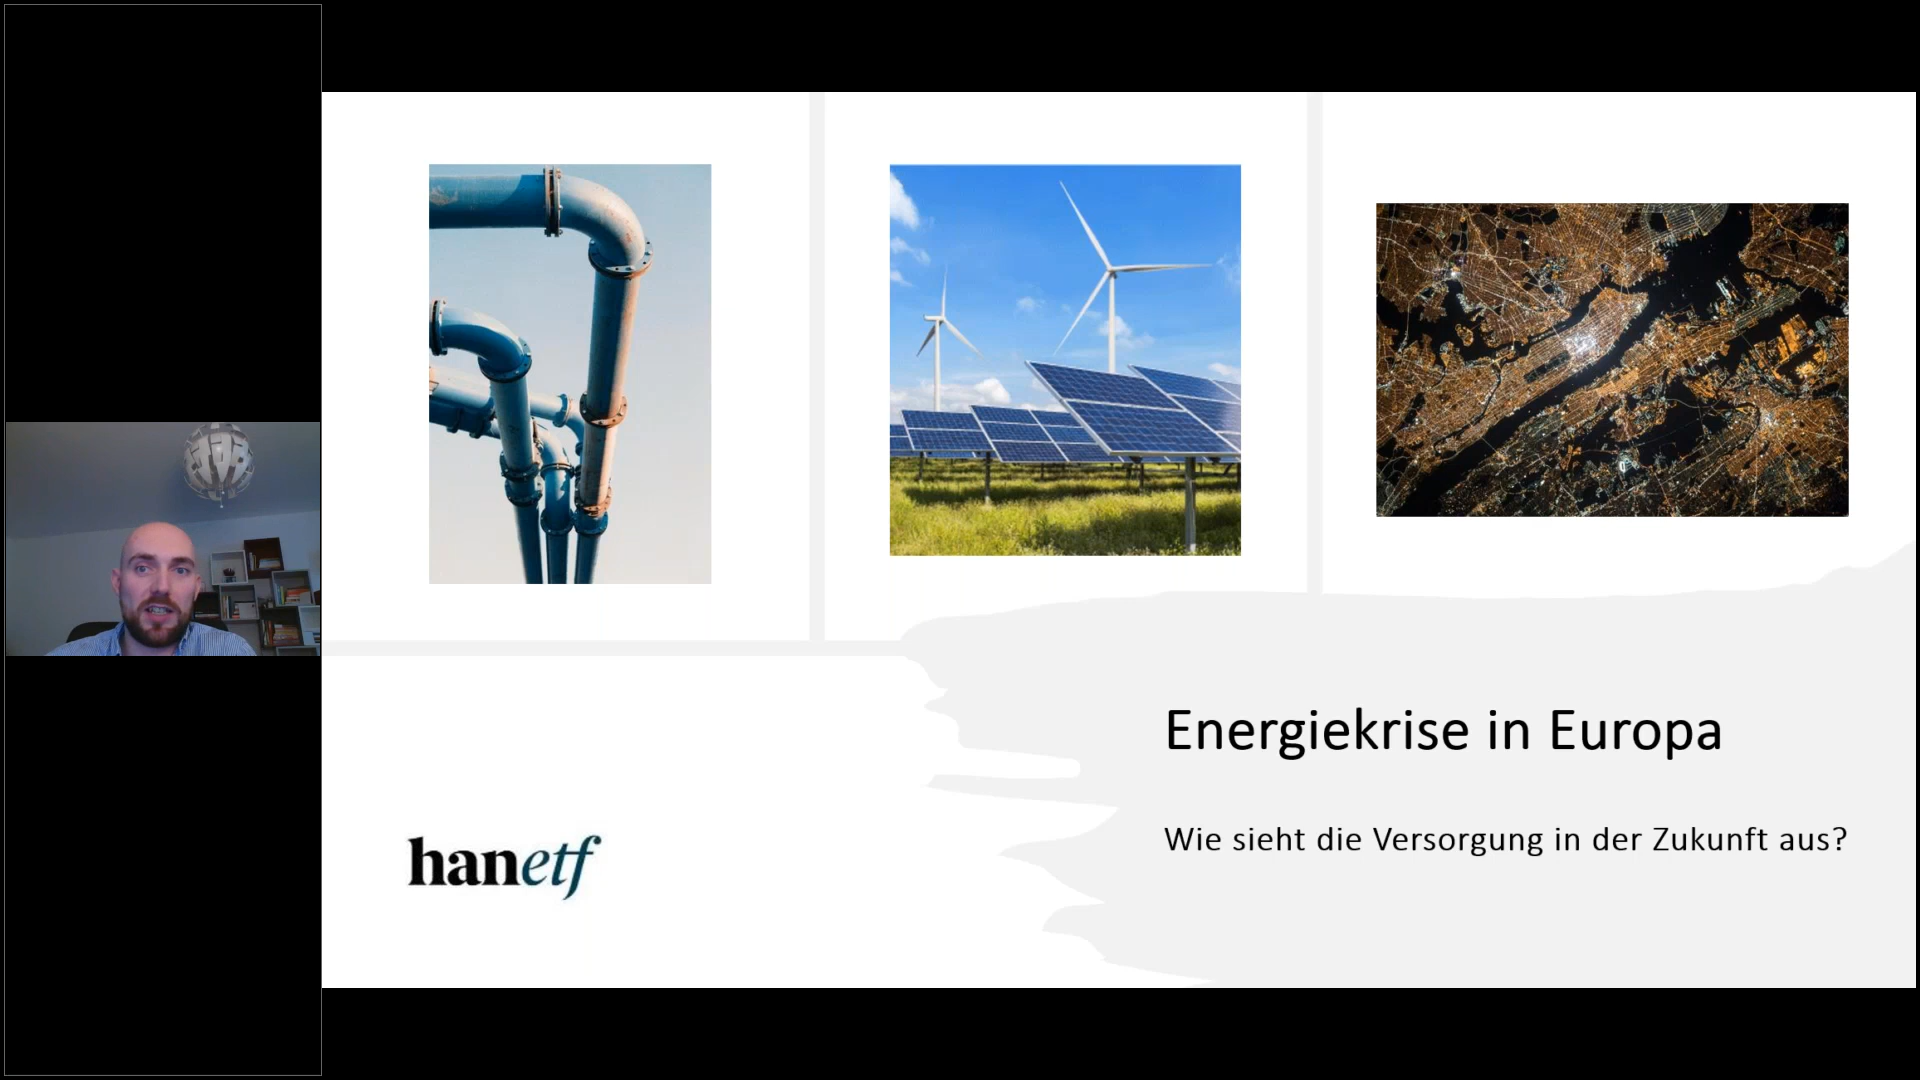 Energiekrise in Europa
Wie sieht die Versorgung in der Zukunft aus?
hanetf